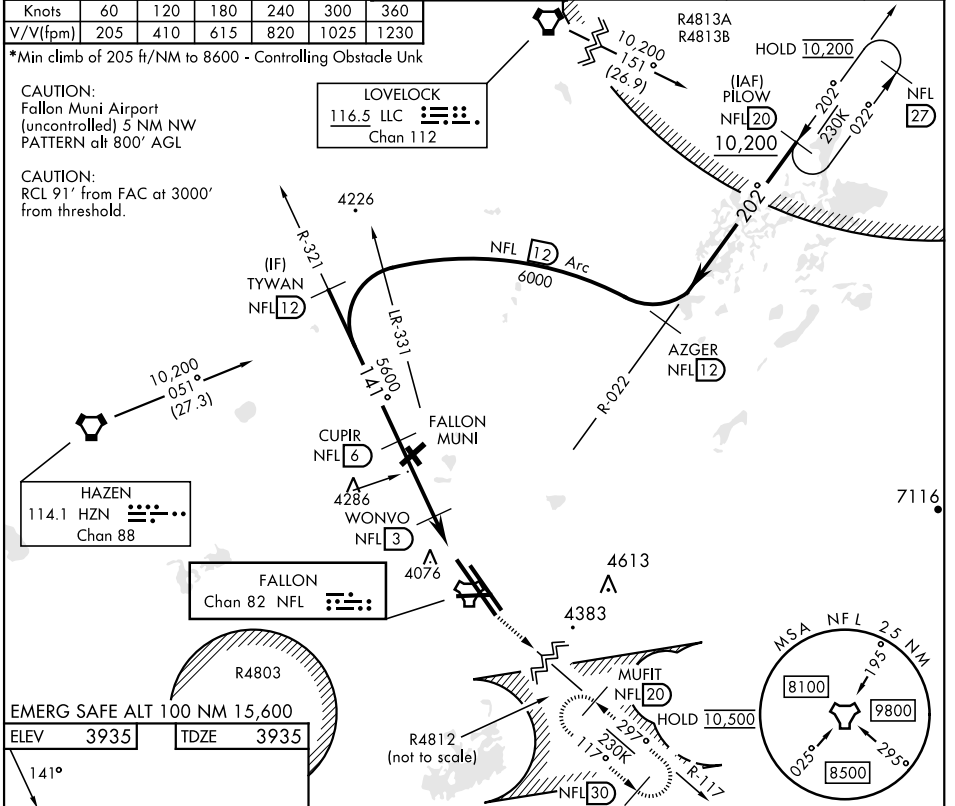 Knots 60 120 180 240 300 360
V/V(fpm) 205 410 615 820 1025 1230
*Min climb of 205 ft/NM to 8600 - Controlling Obstacle Unk
CAUTION:
Fallon Muni Airport
(uncontrolled) 5 NM NW
PATTERN alt 800' AGL
CAUTION:
RCL 91' from FAC at 3000'
from threshold.
LOVELOCK
116.5 LLC
Chan 112
10,200
151°
(26.9)
R4813A
R4813B
HOLD 10,200
(IAF)
PILOW
NFL 20
10,200
202°
230K
022°
NFL
27
202°
4226
R-321
(IF)
TYWAN
NFL 12
NFL 12 Arc
6000
LR-331
AZGER
NFL 12
R-022
10,200
051°
(27.3)
5600
141°
CUPIR
NFL 6
FALLON
MUNI
4286
HAZEN
114.1 HZN
Chan 88
WONVO
NFL 3
4076
7116
FALLON
Chan 82 NFL
4613
4383
R4803
EMERG SAFE ALT 100 NM 15,600
ELEV 3935 TDZE 3935
141°
R4812
(not to scale)
MUFIT
NFL 20
HOLD 10,500
297°
230K
117°
R-117
NFL 30
MSA NFL 25 NM
195°
8100
9800
025°
295°
8500